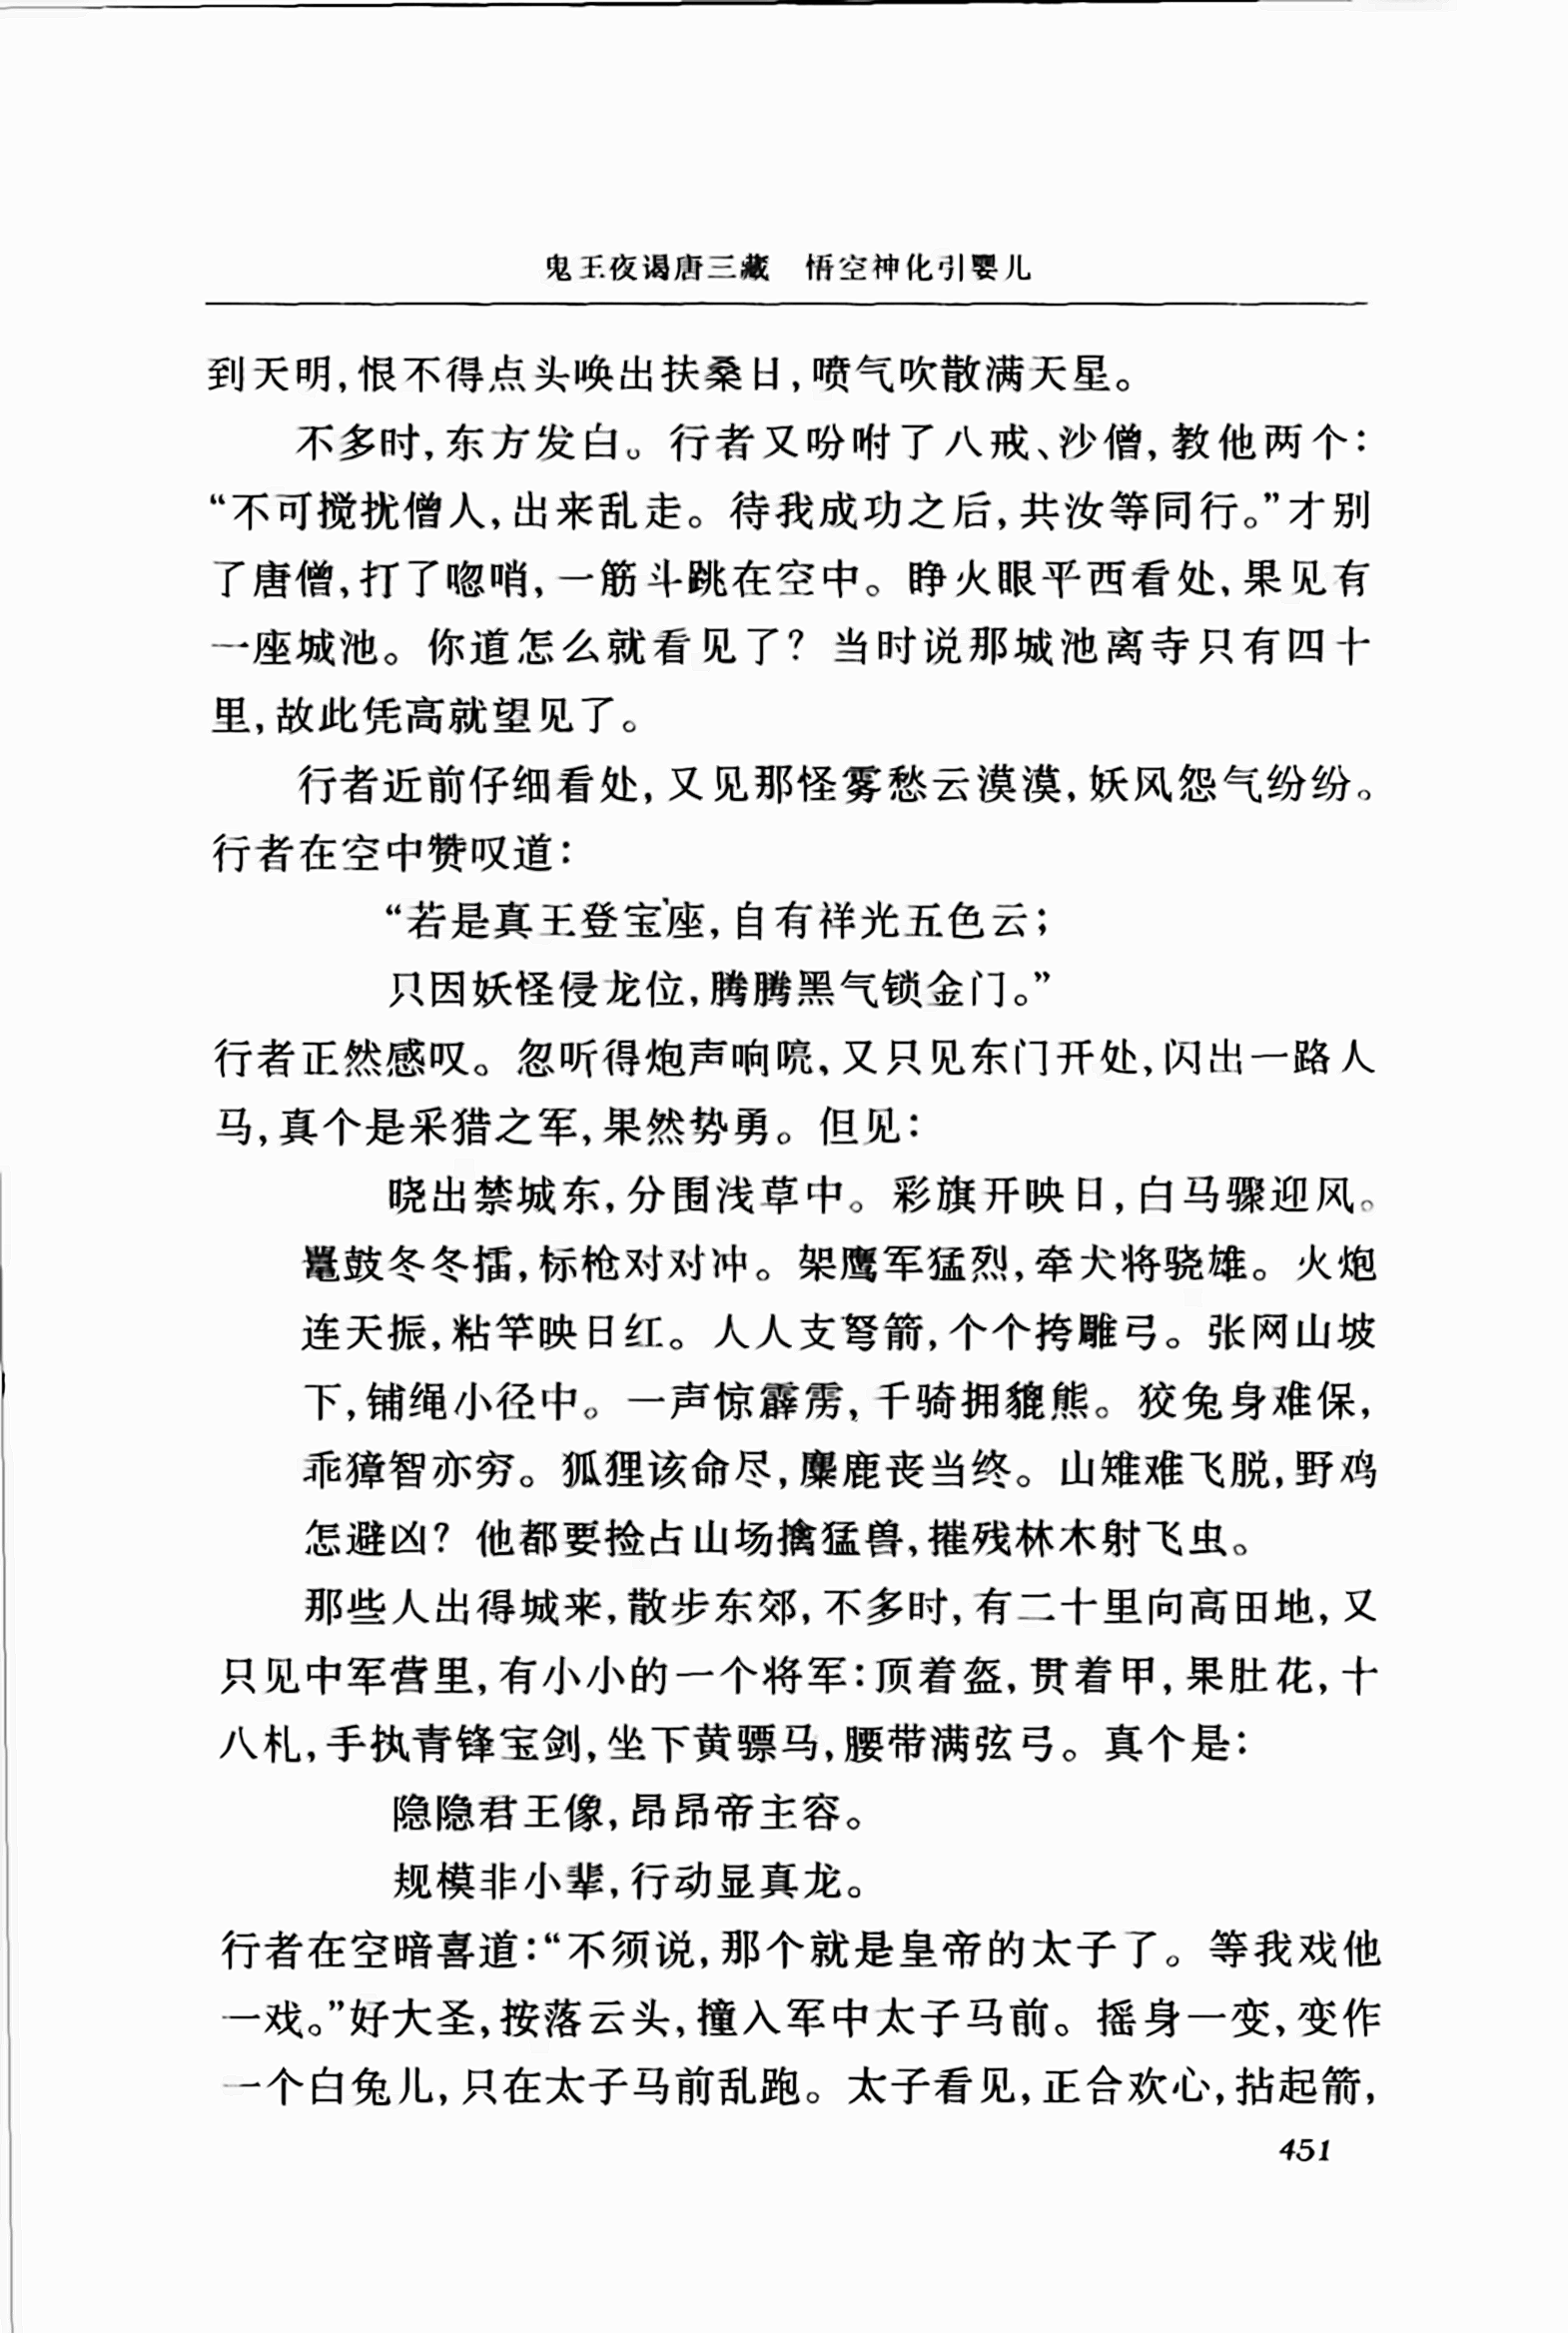 鬼王夜谒唐三藏　悟空神化引婴儿
到天明,恨不得点头唤出扶桑日,喷气吹散满天星。
不多时,东方发白。行者又吩咐了八戒、沙僧,教他两个：
“不可搅扰僧人,出来乱走。待我成功之后,共汝等同行。”才别
了唐僧,打了唿哨,一筋斗跳在空中。睁火眼平西看处,果见有
一座城池。你道怎么就看见了？当时说那城池离寺只有四十
里,故此凭高就望见了。
行者近前仔细看处,又见那怪雾愁云漠漠,妖风怨气纷纷。
行者在空中赞叹道：
“若是真王登宝座,自有祥光五色云；
只因妖怪侵龙位,腾腾黑气锁金门。”
行者正然感叹。忽听得炮声响喨,又只见东门开处,闪出一路人
马,真个是采猎之军,果然势勇。但见：
晓出禁城东,分围浅草中。彩旗开映日,白马骤迎风。
鼍鼓冬冬擂,标枪对对冲。架鹰军猛烈,牵犬将骁雄。火炮
连天振,粘竿映日红。人人支弩箭,个个挎雕弓。张网山坡
下,铺绳小径中。一声惊霹雳,千骑拥貔熊。狡兔身难保,
乖獐智亦穷。狐狸该命尽,麋鹿丧当终。山雉难飞脱,野鸡
怎避凶？他都要捡占山场擒猛兽,摧残林木射飞虫。
那些人出得城来,散步东郊,不多时,有二十里向高田地,又
只见中军营里,有小小的一个将军：顶着盔,贯着甲,果肚花,十
八札,手执青锋宝剑,坐下黄骠马,腰带满弦弓。真个是：
隐隐君王像,昂昂帝主容。
规模非小辈,行动显真龙。
行者在空暗喜道：“不须说,那个就是皇帝的太子了。等我戏他
一戏。”好大圣,按落云头,撞入军中太子马前。摇身一变,变作
一个白兔儿,只在太子马前乱跑。太子看见,正合欢心,拈起箭,
451